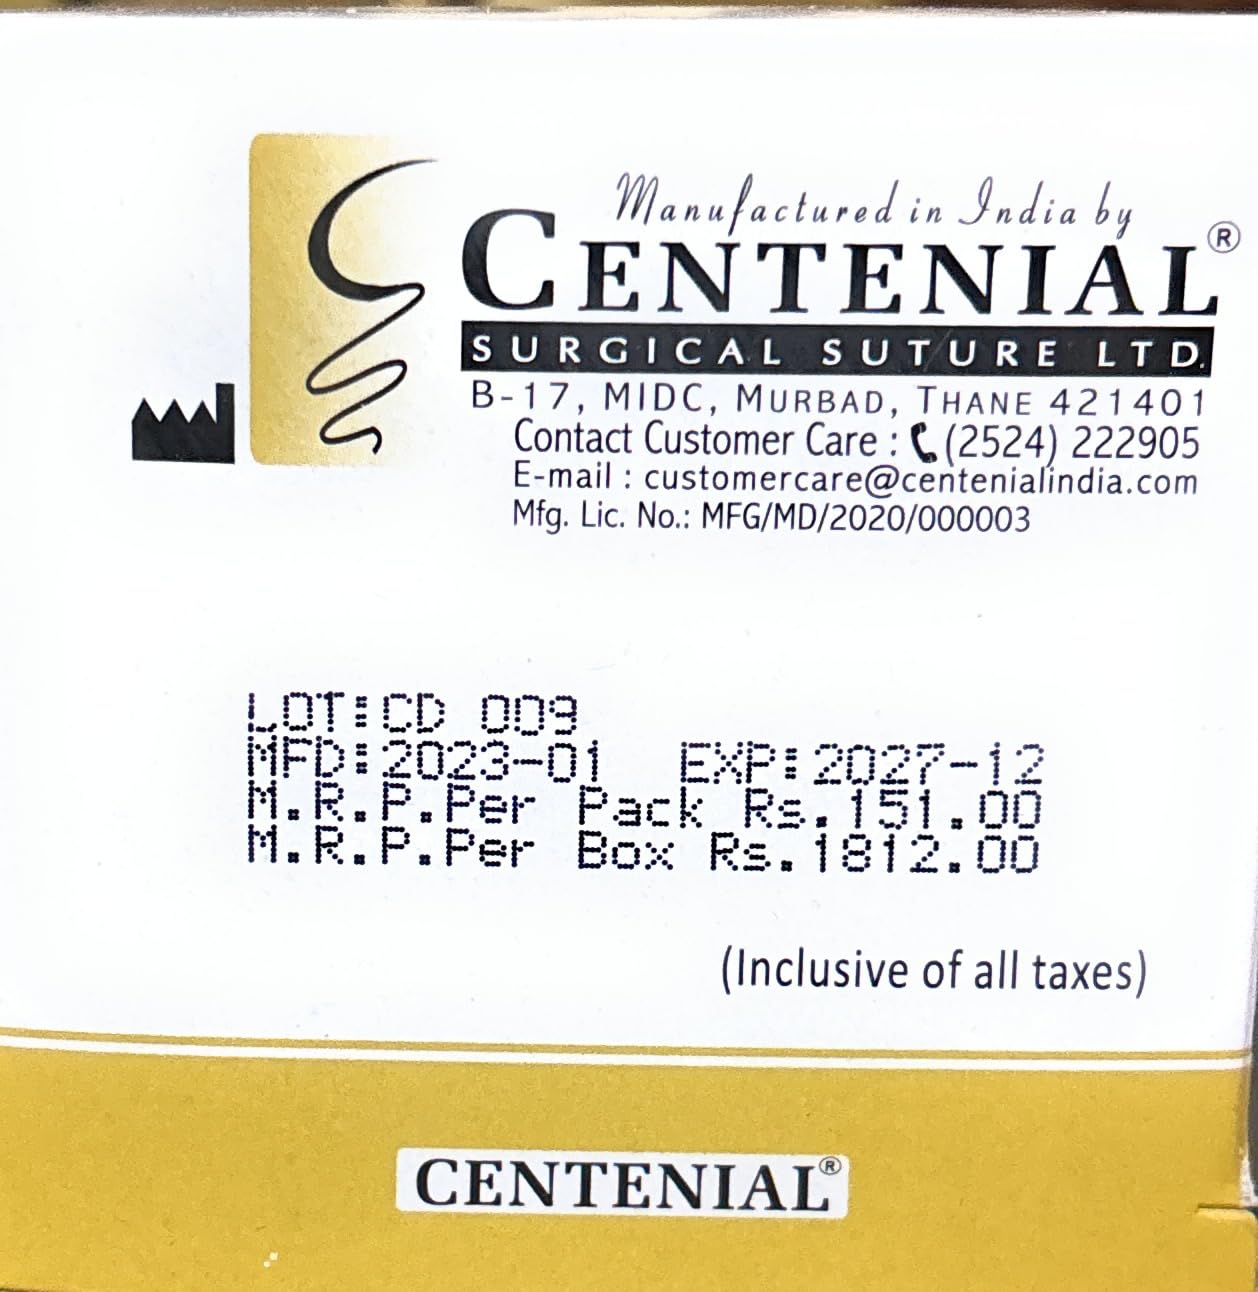 Manufactured in India by
CENTENIAL®
SURGICAL SUTURE LTD.
B-17, MIDC, MURBAD, THANE 421401
Contact Customer Care : (2524) 222905
E-mail : customercare@centenialindia.com
Mfg. Lic. No.: MFG/MD/2020/000003
LOT:CD 009
MFD:2023-01 EXP:2027-12
M.R.P.Per Pack Rs.151.00
M.R.P.Per Box Rs.1812.00
(Inclusive of all taxes)
CENTENIAL®